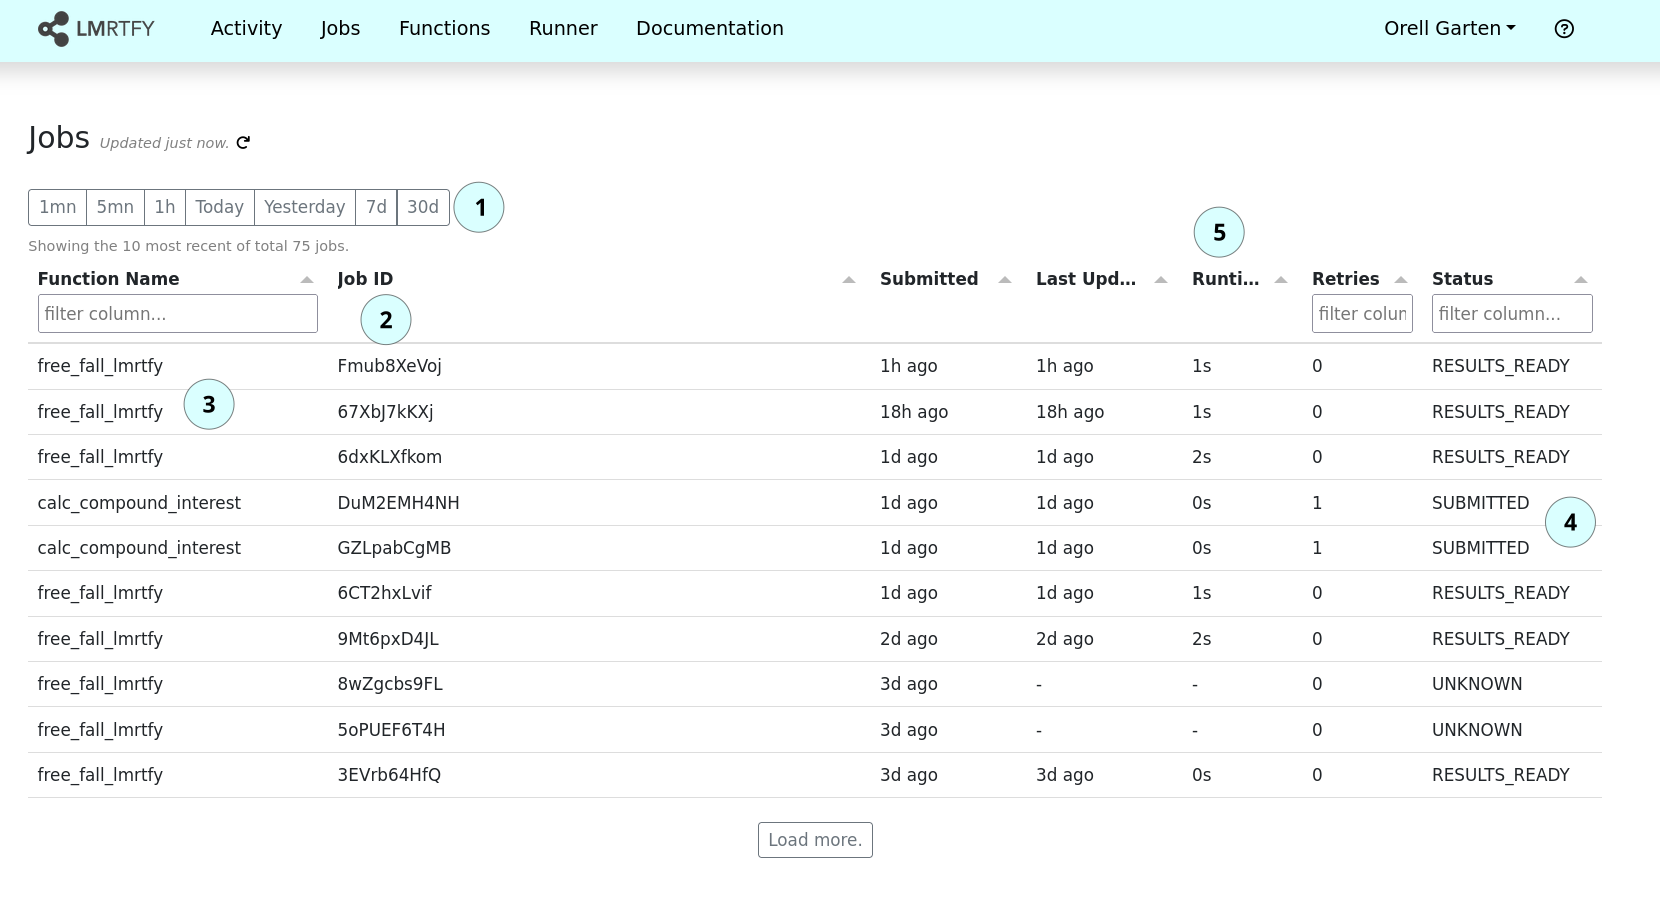 LMRTFY Activity Jobs Functions Runner Documentation Orell Garten
Jobs Updated just now.
1mn 5mn 1h Today Yesterday 7d 30d 1
Showing the 10 most recent of total 75 jobs.
5
Function Name Job ID Submitted Last Upd... Runti... Retries Status
filter column... filter colun filter column...
2
free_fall_lmrtfy Fmub8XeVoj 1h ago 1h ago 1s 0 RESULTS_READY
3
free_fall_lmrtfy 67XbJ7kKXj 18h ago 18h ago 1s 0 RESULTS_READY
free_fall_lmrtfy 6dxKLXfkom 1d ago 1d ago 2s 0 RESULTS_READY
calc_compound_interest DuM2EMH4NH 1d ago 1d ago 0s 1 SUBMITTED
4
calc_compound_interest GZLpabCgMB 1d ago 1d ago 0s 1 SUBMITTED
free_fall_lmrtfy 6CT2hxLvif 1d ago 1d ago 1s 0 RESULTS_READY
free_fall_lmrtfy 9Mt6pxD4JL 2d ago 2d ago 2s 0 RESULTS_READY
free_fall_lmrtfy 8wZgcbs9FL 3d ago - - 0 UNKNOWN
free_fall_lmrtfy 5oPUEF6T4H 3d ago - - 0 UNKNOWN
free_fall_lmrtfy 3EVrb64HfQ 3d ago 3d ago 0s 0 RESULTS_READY
Load more.